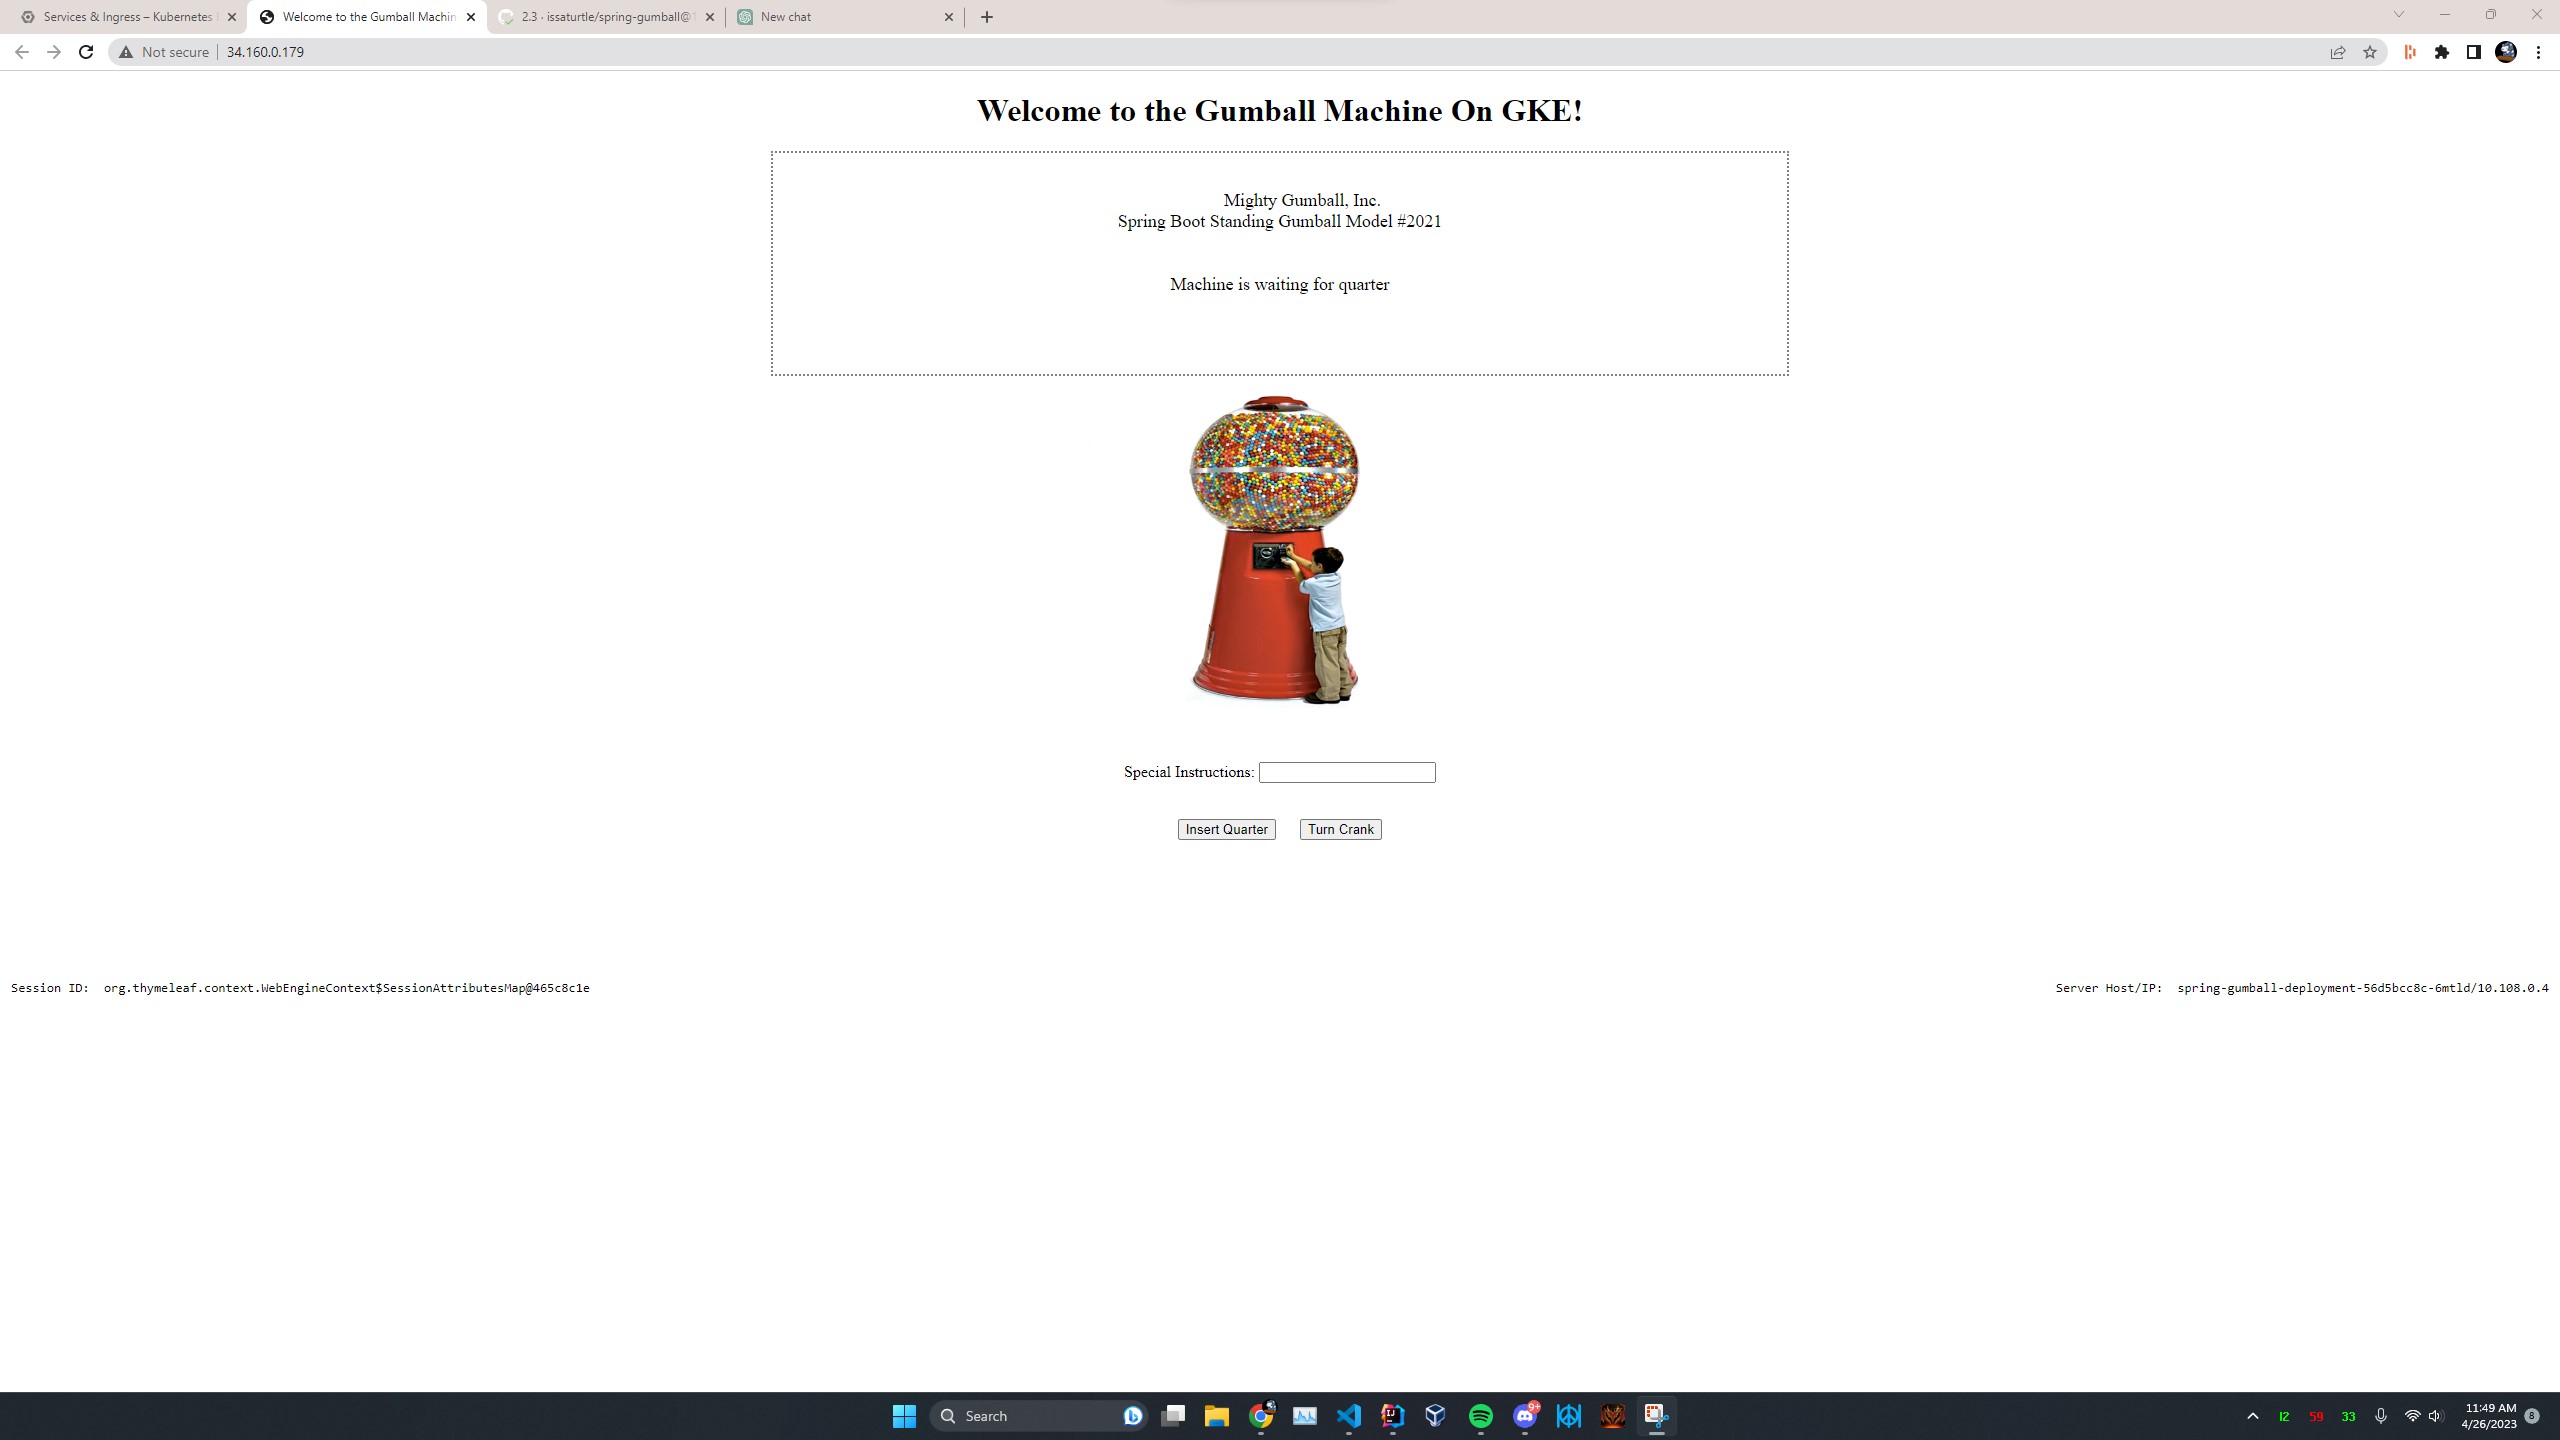 Services & Ingress – Kubernetes
Welcome to the Gumball Machin
2.3 · issaturtle/spring-gumball@
New chat
Not secure
34.160.0.179
Welcome to the Gumball Machine On GKE!
Mighty Gumball, Inc.
Spring Boot Standing Gumball Model #2021
Machine is waiting for quarter
Special Instructions:
Insert Quarter
Turn Crank
Session ID: org.thymeleaf.context.WebEngineContext$SessionAttributesMap@465c8c1e
Server Host/IP: spring-gumball-deployment-56d5bcc8c-6mtld/10.108.0.4
Search
9+
12
59
33
11:49 AM
4/26/2023
8